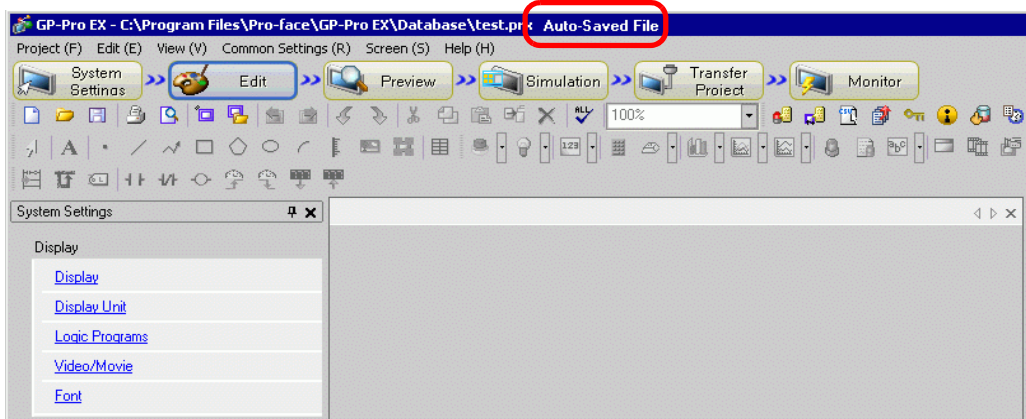 GP-Pro EX - C:\Program Files\Pro-face\GP-Pro EX\Database\test.prx Auto-Saved File
Project (F) Edit (E) View (V) Common Settings (R) Screen (S) Help (H)
System Settings >> Edit >> Preview >> Simulation >> Transfer Project >> Monitor
100%
System Settings
Display
Display
Display Unit
Logic Programs
Video/Movie
Font